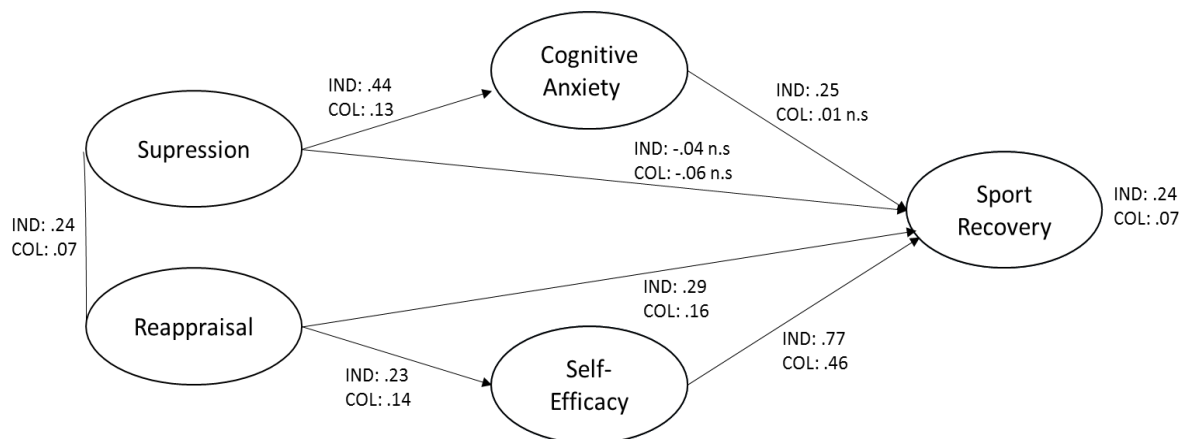 Cognitive
Anxiety
IND: .44
COL: .13
IND: .25
COL: .01 n.s
Supression
IND: -.04 n.s
COL: -.06 n.s
Sport
Recovery
IND: .24
COL: .07
IND: .24
COL: .07
Reappraisal
IND: .29
COL: .16
IND: .23
COL: .14
Self-
Efficacy
IND: .77
COL: .46